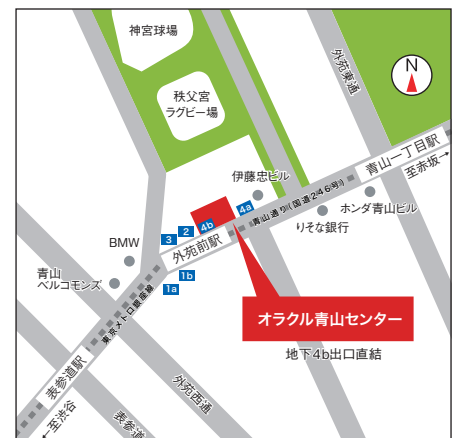 神宮球場
外苑東通
N
秩父宮
ラグビー場
青山一丁目駅
至赤坂→
伊藤忠ビル
青山通り(国道246号)
4a
4b
2
3
ホンダ青山ビル
りそな銀行
BMW
外苑前駅
1b
1a
青山
ベルコモンズ
東京メトロ銀座線
オラクル青山センター
地下4b出口直結
表参道駅
外苑西通
←至渋谷
表参道